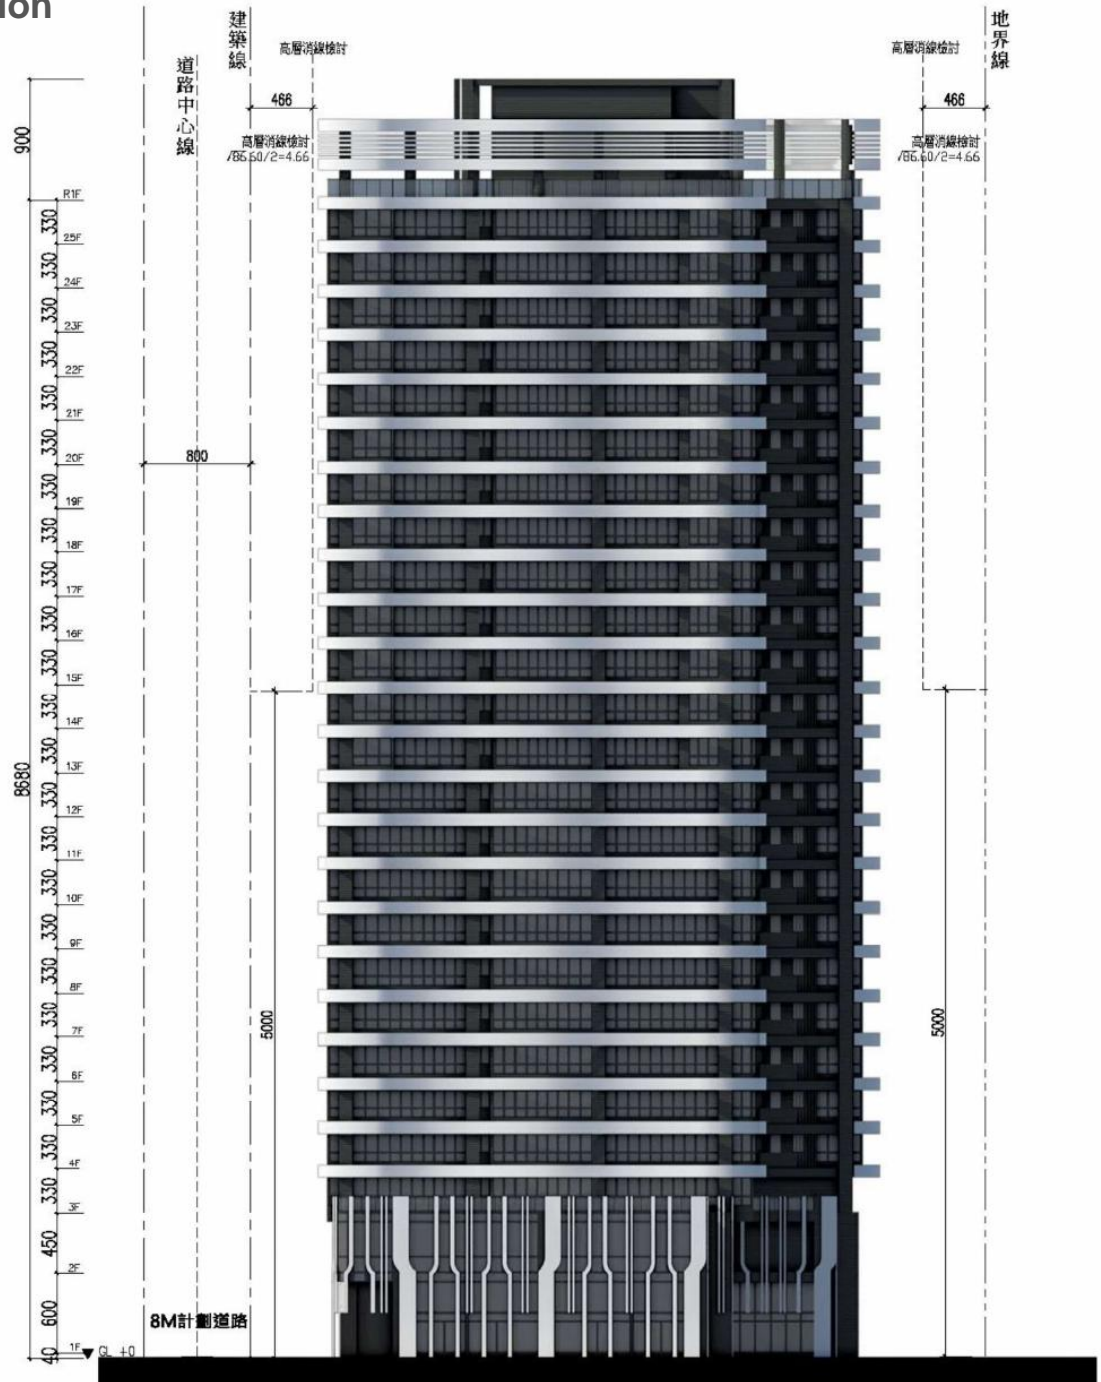 ion
建築線
地界線
道路中心線
高層消線檢討
高層消線檢討
466
466
高層消線檢討
√86.60/2=4.66
高層消線檢討
√86.60/2=4.66
900
R1F
330
25F
330
24F
330
23F
330
22F
330
21F
330
20F
800
330
19F
330
18F
330
17F
330
16F
330
15F
330
14F
330
13F
8680
330
12F
330
11F
330
10F
330
9F
330
8F
330
7F
5000
5000
330
6F
330
5F
330
4F
330
3F
450
2F
600
8M計劃道路
1F
GL +0
40